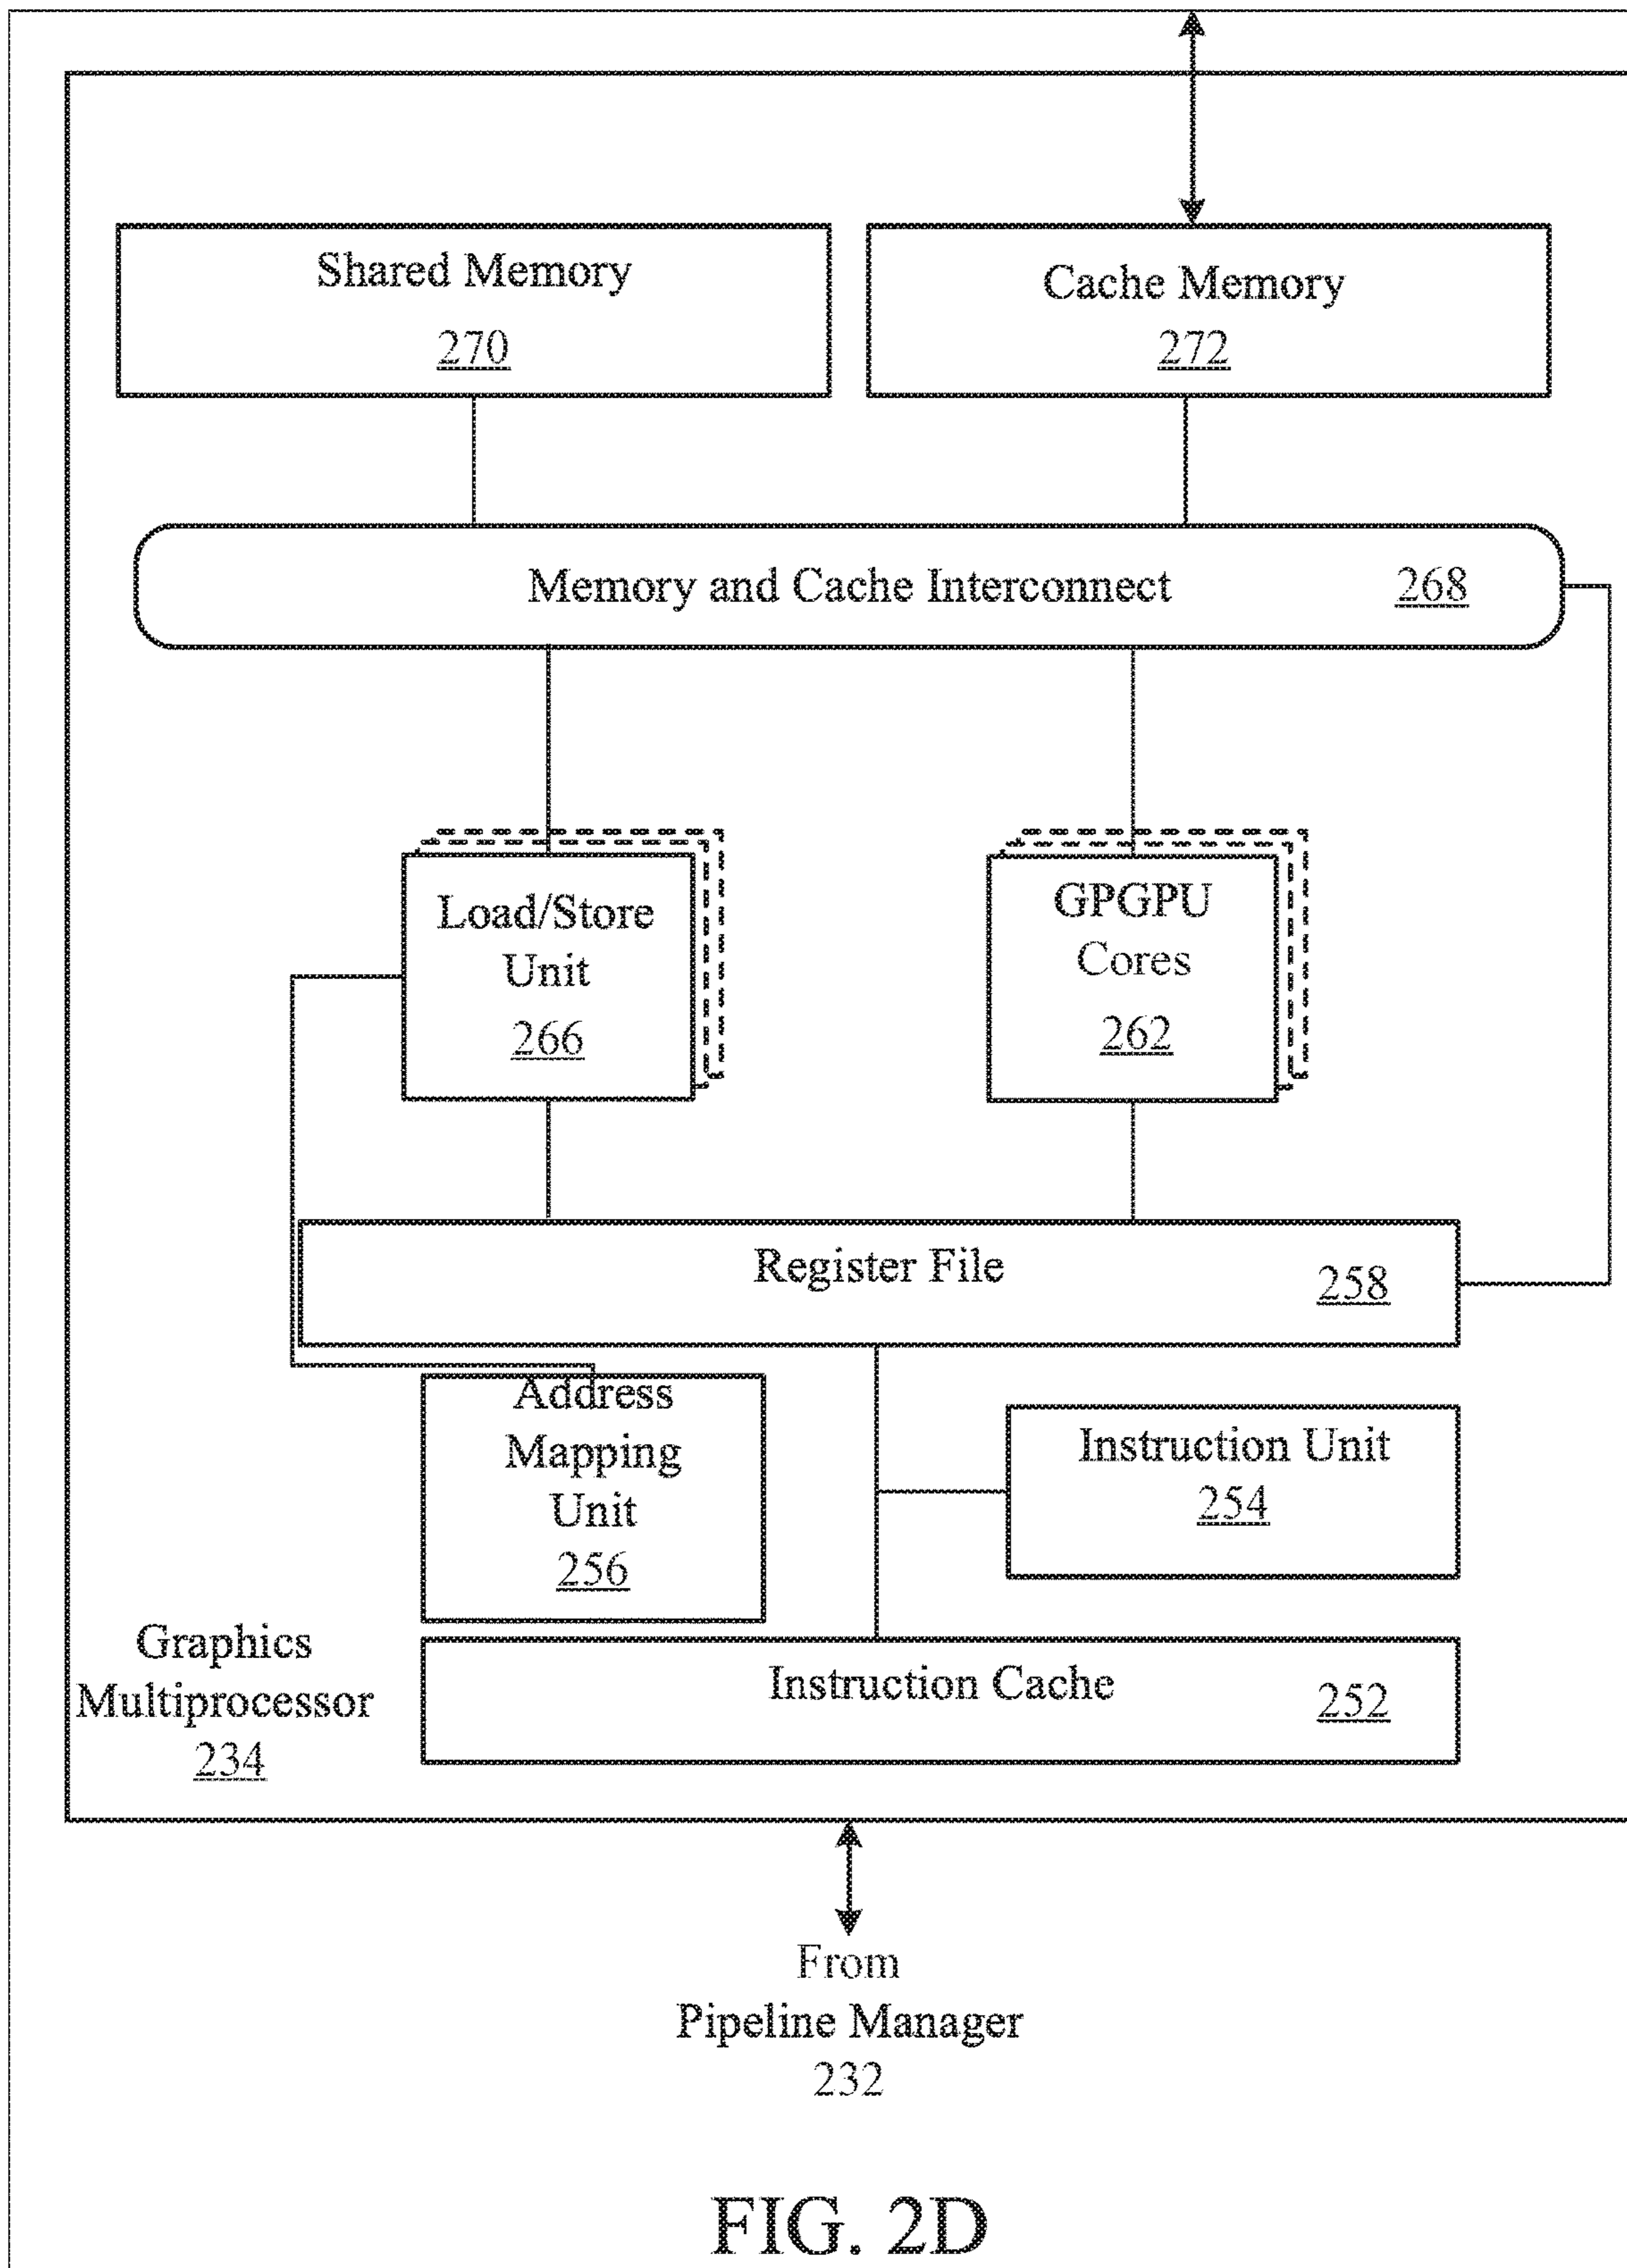 Shared Memory
270
Cache Memory
272
Memory and Cache Interconnect 268
Load/Store
Unit
266
GPGPU
Cores
262
Register File 258
Address
Mapping
Unit
256
Instruction Unit
254
Graphics
Multiprocessor
234
Instruction Cache 252
From
Pipeline Manager
232
FIG. 2D